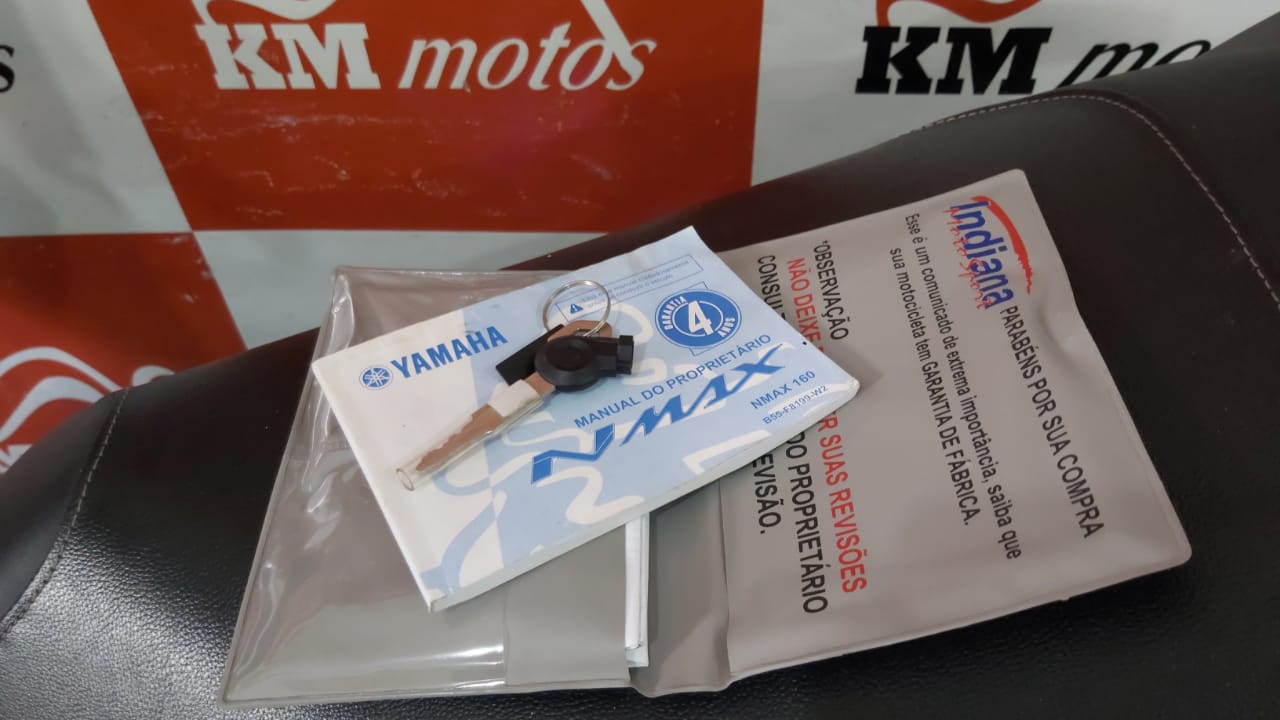 KM motos
KM mo
s
YAMAHA
GARANTIA
4
ANOS
MANUAL DO PROPRIETÁRIO
NMAX
NMAX 160
B55-F8199-W2
Indiana
PARABÉNS POR SUA COMPRA
Esse é um comunicado de extrema importância, saiba que
sua motocicleta tem GARANTIA DE FÁBRICA.
*OBSERVAÇÃO
NÃO DEIXE R SUAS REVISÕES
CONSUL DO PROPRIETÁRIO
EVISÃO.